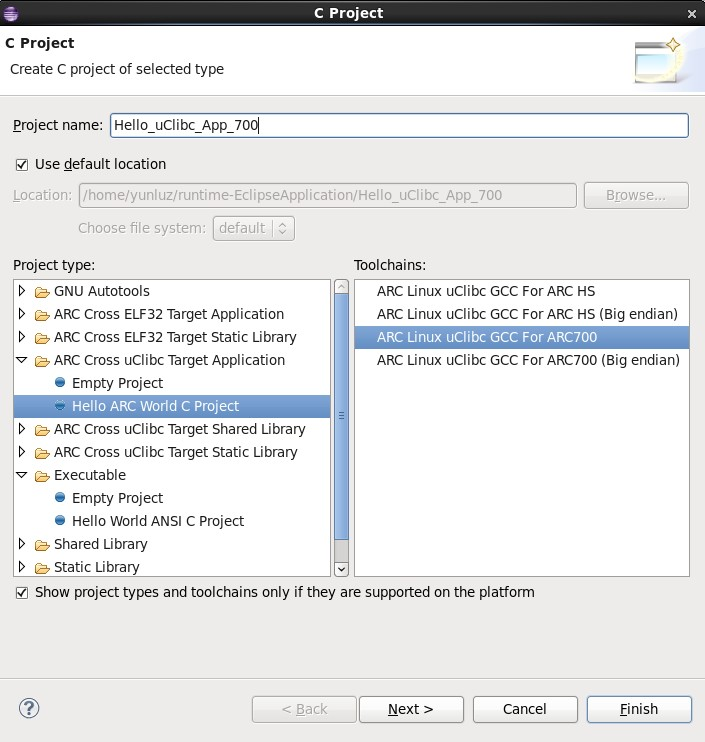 C Project
C Project
Create C project of selected type
Project name: Hello_uClibc_App_700
Use default location
Location: /home/yunluz/runtime-EclipseApplication/Hello_uClibc_App_700 Browse...
Choose file system: default
Project type:
GNU Autotools
ARC Cross ELF32 Target Application
ARC Cross ELF32 Target Static Library
ARC Cross uClibc Target Application
Empty Project
Hello ARC World C Project
ARC Cross uClibc Target Shared Library
ARC Cross uClibc Target Static Library
Executable
Empty Project
Hello World ANSI C Project
Shared Library
Static Library
Toolchains:
ARC Linux uClibc GCC For ARC HS
ARC Linux uClibc GCC For ARC HS (Big endian)
ARC Linux uClibc GCC For ARC700
ARC Linux uClibc GCC For ARC700 (Big endian)
Show project types and toolchains only if they are supported on the platform
? < Back Next > Cancel Finish